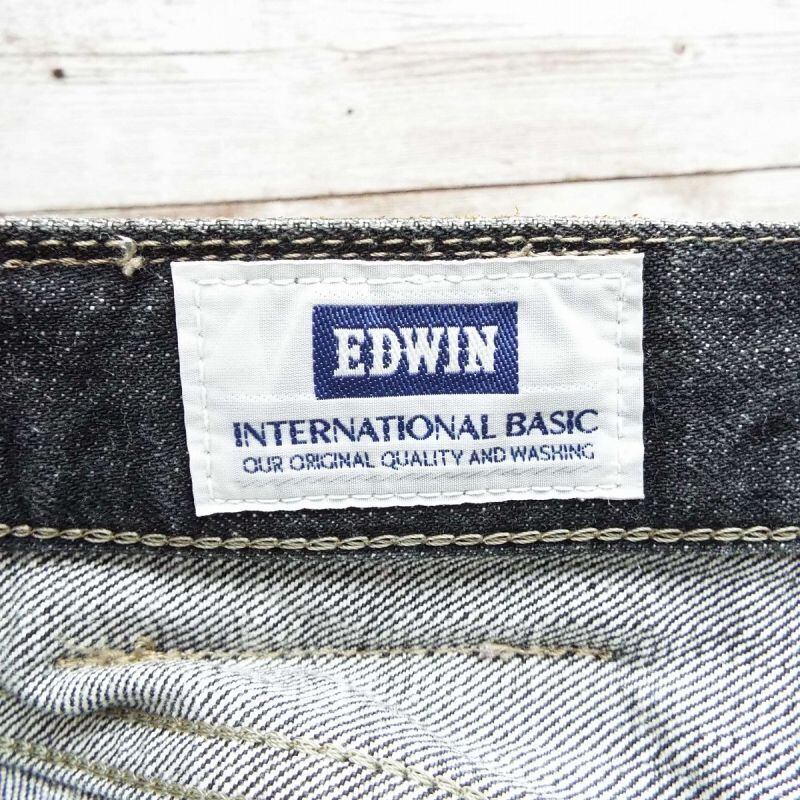 EDWIN
INTERNATIONAL BASIC
OUR ORIGINAL QUALITY AND WASHING